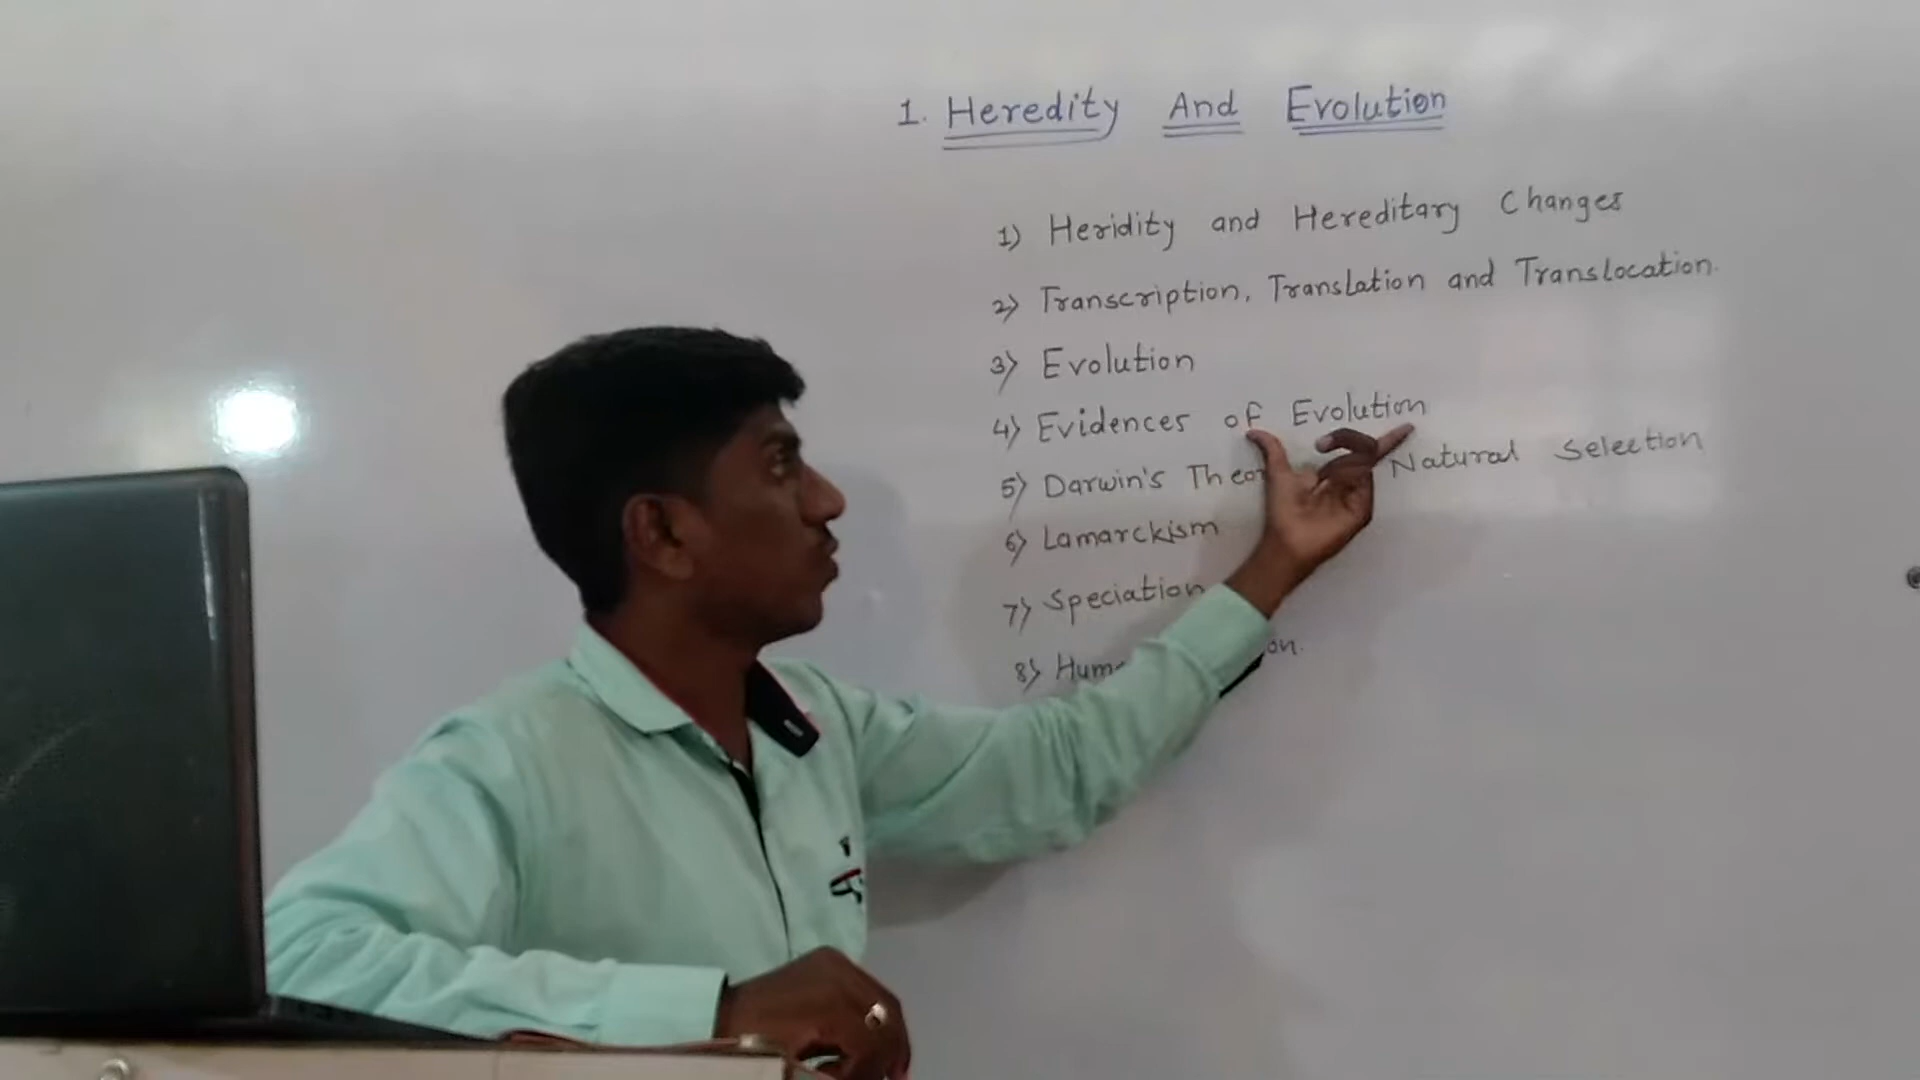 1. Heredity And Evolution
1) Heridity and Hereditary Changes
2) Transcription, Translation and Translocation.
3) Evolution
4) Evidences of Evolution
5) Darwin's Natural Selection
6) Lamarckism
7) Speciation
8)